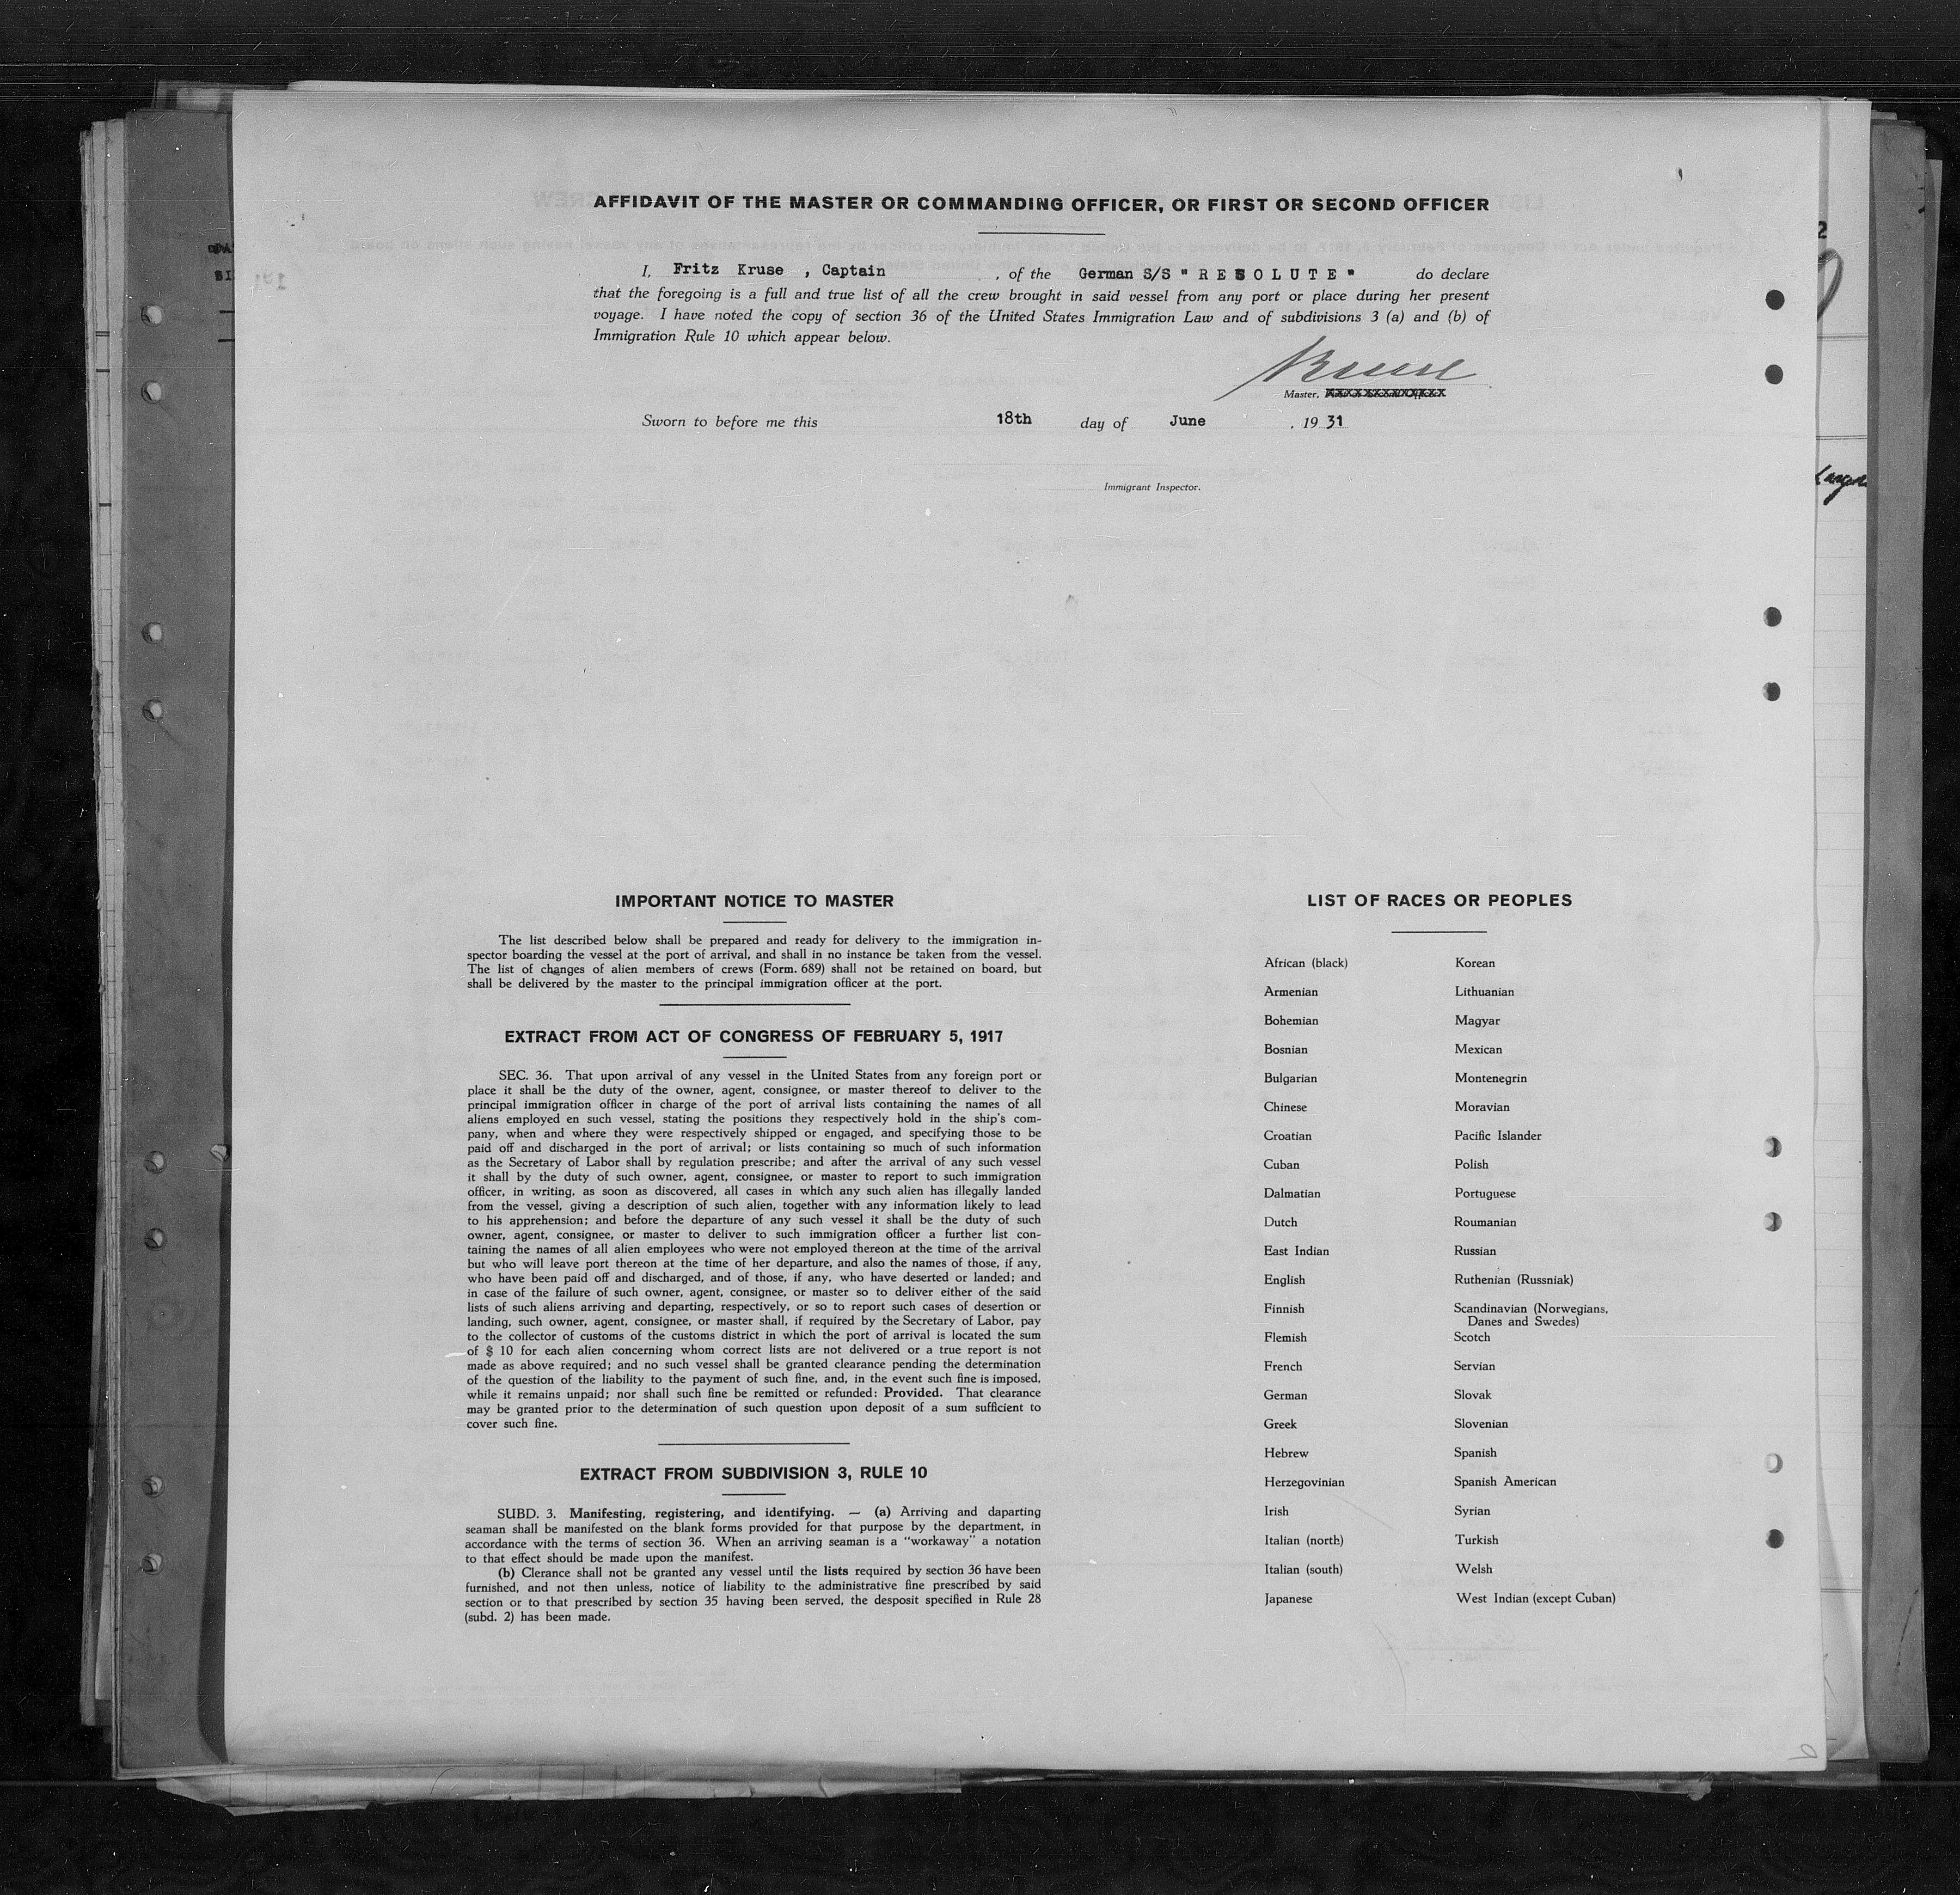 AFFIDAVIT OF THE MASTER OR COMMANDING OFFICER, OR FIRST OR SECOND OFFICER
I, Fritz Kruse , Captain , of the German S/S " R E S O L U T E " do declare
that the foregoing is a full and true list of all the crew brought in said vessel from any port or place during her present
voyage. I have noted the copy of section 36 of the United States Immigration Law and of subdivisions 3 (a) and (b) of
Immigration Rule 10 which appear below.
Kruse
Master,
Sworn to before me this 18th day of June , 19 31
Immigrant Inspector.
IMPORTANT NOTICE TO MASTER
The list described below shall be prepared and ready for delivery to the immigration in-
spector boarding the vessel at the port of arrival, and shall in no instance be taken from the vessel.
The list of changes of alien members of crews (Form. 689) shall not be retained on board, but
shall be delivered by the master to the principal immigration officer at the port.
EXTRACT FROM ACT OF CONGRESS OF FEBRUARY 5, 1917
SEC. 36. That upon arrival of any vessel in the United States from any foreign port or
place it shall be the duty of the owner, agent, consignee, or master thereof to deliver to the
principal immigration officer in charge of the port of arrival lists containing the names of all
aliens employed en such vessel, stating the positions they respectively hold in the ship's com-
pany, when and where they were respectively shipped or engaged, and specifying those to be
paid off and discharged in the port of arrival; or lists containing so much of such information
as the Secretary of Labor shall by regulation prescribe; and after the arrival of any such vessel
it shall by the duty of such owner, agent, consignee, or master to report to such immigration
officer, in writing, as soon as discovered, all cases in which any such alien has illegally landed
from the vessel, giving a description of such alien, together with any information likely to lead
to his apprehension; and before the departure of any such vessel it shall be the duty of such
owner, agent, consignee, or master to deliver to such immigration officer a further list con-
taining the names of all alien employees who were not employed thereon at the time of the arrival
but who will leave port thereon at the time of her departure, and also the names of those, if any,
who have been paid off and discharged, and of those, if any, who have deserted or landed; and
in case of the failure of such owner, agent, consignee, or master so to deliver either of the said
lists of such aliens arriving and departing, respectively, or so to report such cases of desertion or
landing, such owner, agent, consignee, or master shall, if required by the Secretary of Labor, pay
to the collector of customs of the customs district in which the port of arrival is located the sum
of $ 10 for each alien concerning whom correct lists are not delivered or a true report is not
made as above required; and no such vessel shall be granted clearance pending the determination
of the question of the liability to the payment of such fine, and, in the event such fine is imposed,
while it remains unpaid; nor shall such fine be remitted or refunded: Provided. That clearance
may be granted prior to the determination of such question upon deposit of a sum sufficient to
cover such fine.
EXTRACT FROM SUBDIVISION 3, RULE 10
SUBD. 3. Manifesting, registering, and identifying. — (a) Arriving and daparting
seaman shall be manifested on the blank forms provided for that purpose by the department, in
accordance with the terms of section 36. When an arriving seaman is a "workaway" a notation
to that effect should be made upon the manifest.
(b) Clerance shall not be granted any vessel until the lists required by section 36 have been
furnished, and not then unless, notice of liability to the administrative fine prescribed by said
section or to that prescribed by section 35 having been served, the desposit specified in Rule 28
(subd. 2) has been made.
LIST OF RACES OR PEOPLES
African (black) Korean
Armenian Lithuanian
Bohemian Magyar
Bosnian Mexican
Bulgarian Montenegrin
Chinese Moravian
Croatian Pacific Islander
Cuban Polish
Dalmatian Portuguese
Dutch Roumanian
East Indian Russian
English Ruthenian (Russniak)
Finnish Scandinavian (Norwegians,
Danes and Swedes)
Flemish Scotch
French Servian
German Slovak
Greek Slovenian
Hebrew Spanish
Herzegovinian Spanish American
Irish Syrian
Italian (north) Turkish
Italian (south) Welsh
Japanese West Indian (except Cuban)